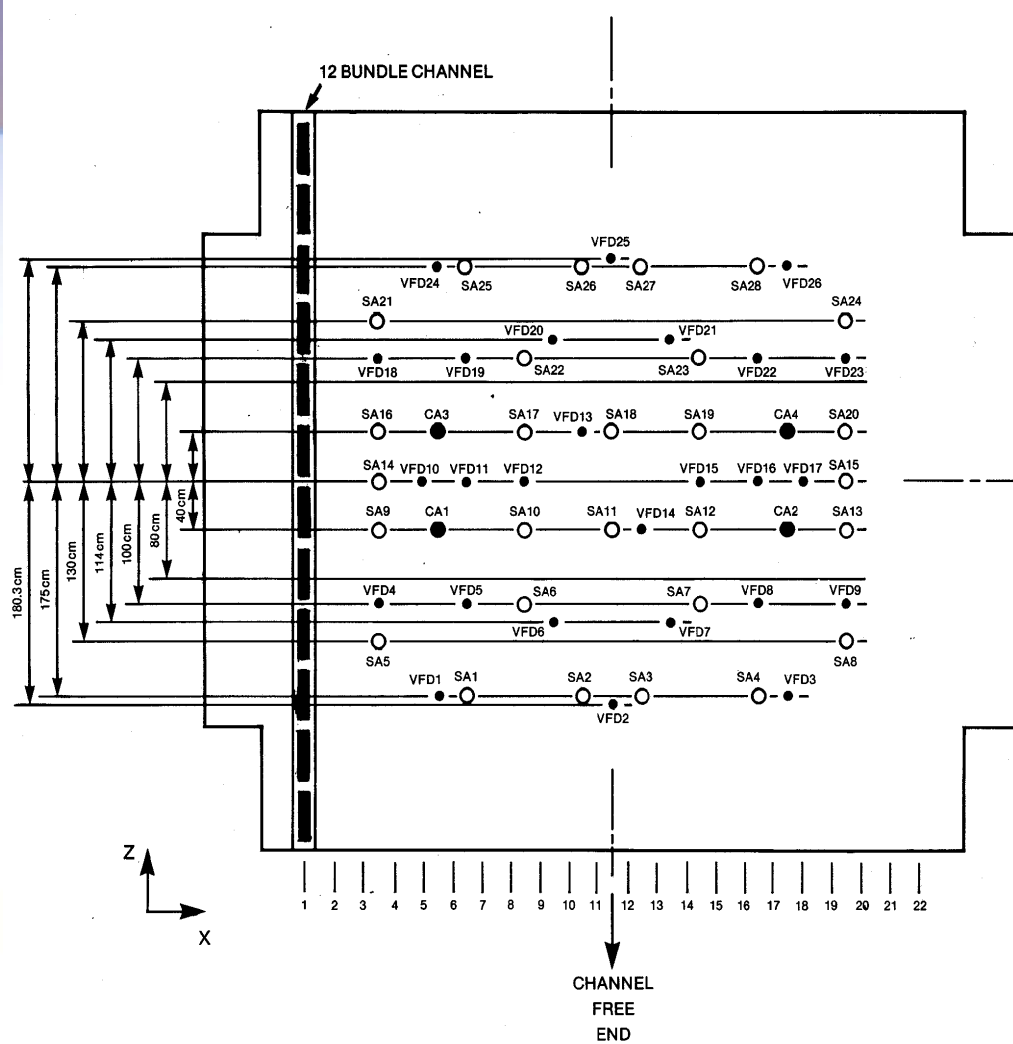 12 BUNDLE CHANNEL
VFD25
VFD24 SA25 SA26 SA27 SA28 VFD26
SA21 SA24
VFD20 VFD21
VFD18 VFD19 SA22 SA23 VFD22 VFD23
SA16 CA3 SA17 VFD13 SA18 SA19 CA4 SA20
SA14 VFD10 VFD11 VFD12 VFD15 VFD16 VFD17 SA15
SA9 CA1 SA10 SA11 VFD14 SA12 CA2 SA13
180.3cm
175cm
130cm
114cm
100cm
80cm
40cm
VFD4 VFD5 SA6 SA7 VFD8 VFD9
VFD6 VFD7
SA5 SA8
VFD1 SA1 SA2 SA3 SA4 VFD3
VFD2
Z
X
1 2 3 4 5 6 7 8 9 10 11 12 13 14 15 16 17 18 19 20 21 22
CHANNEL
FREE
END